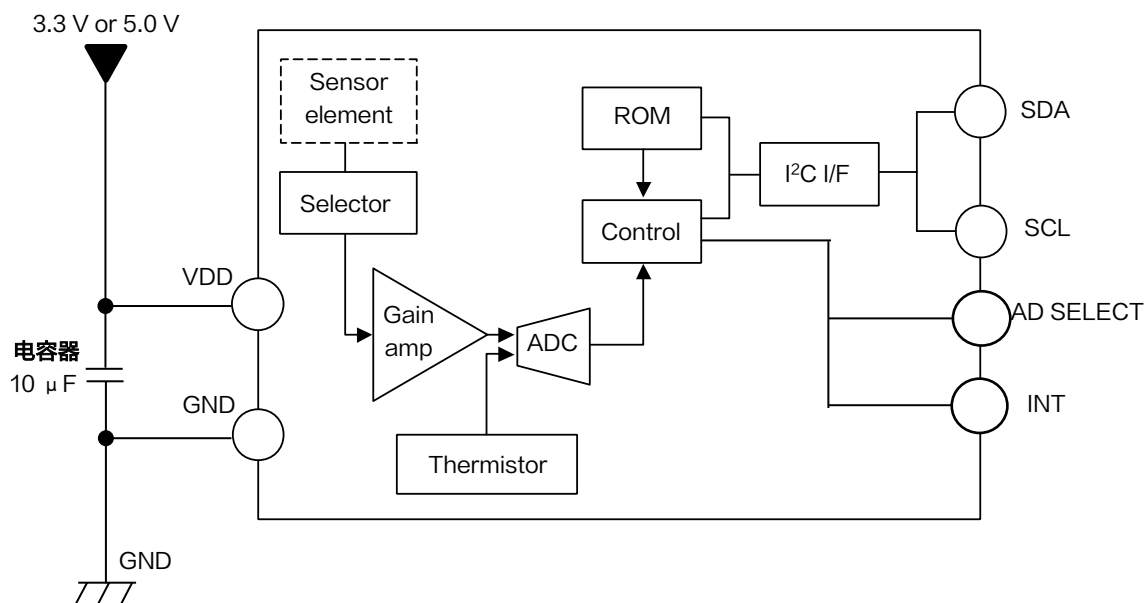 3.3 V or 5.0 V
Sensor
element
Selector
ROM
I²C I/F
Control
SDA
SCL
VDD
Gain
amp
ADC
AD SELECT
电容器
10 μF
GND
INT
Thermistor
GND